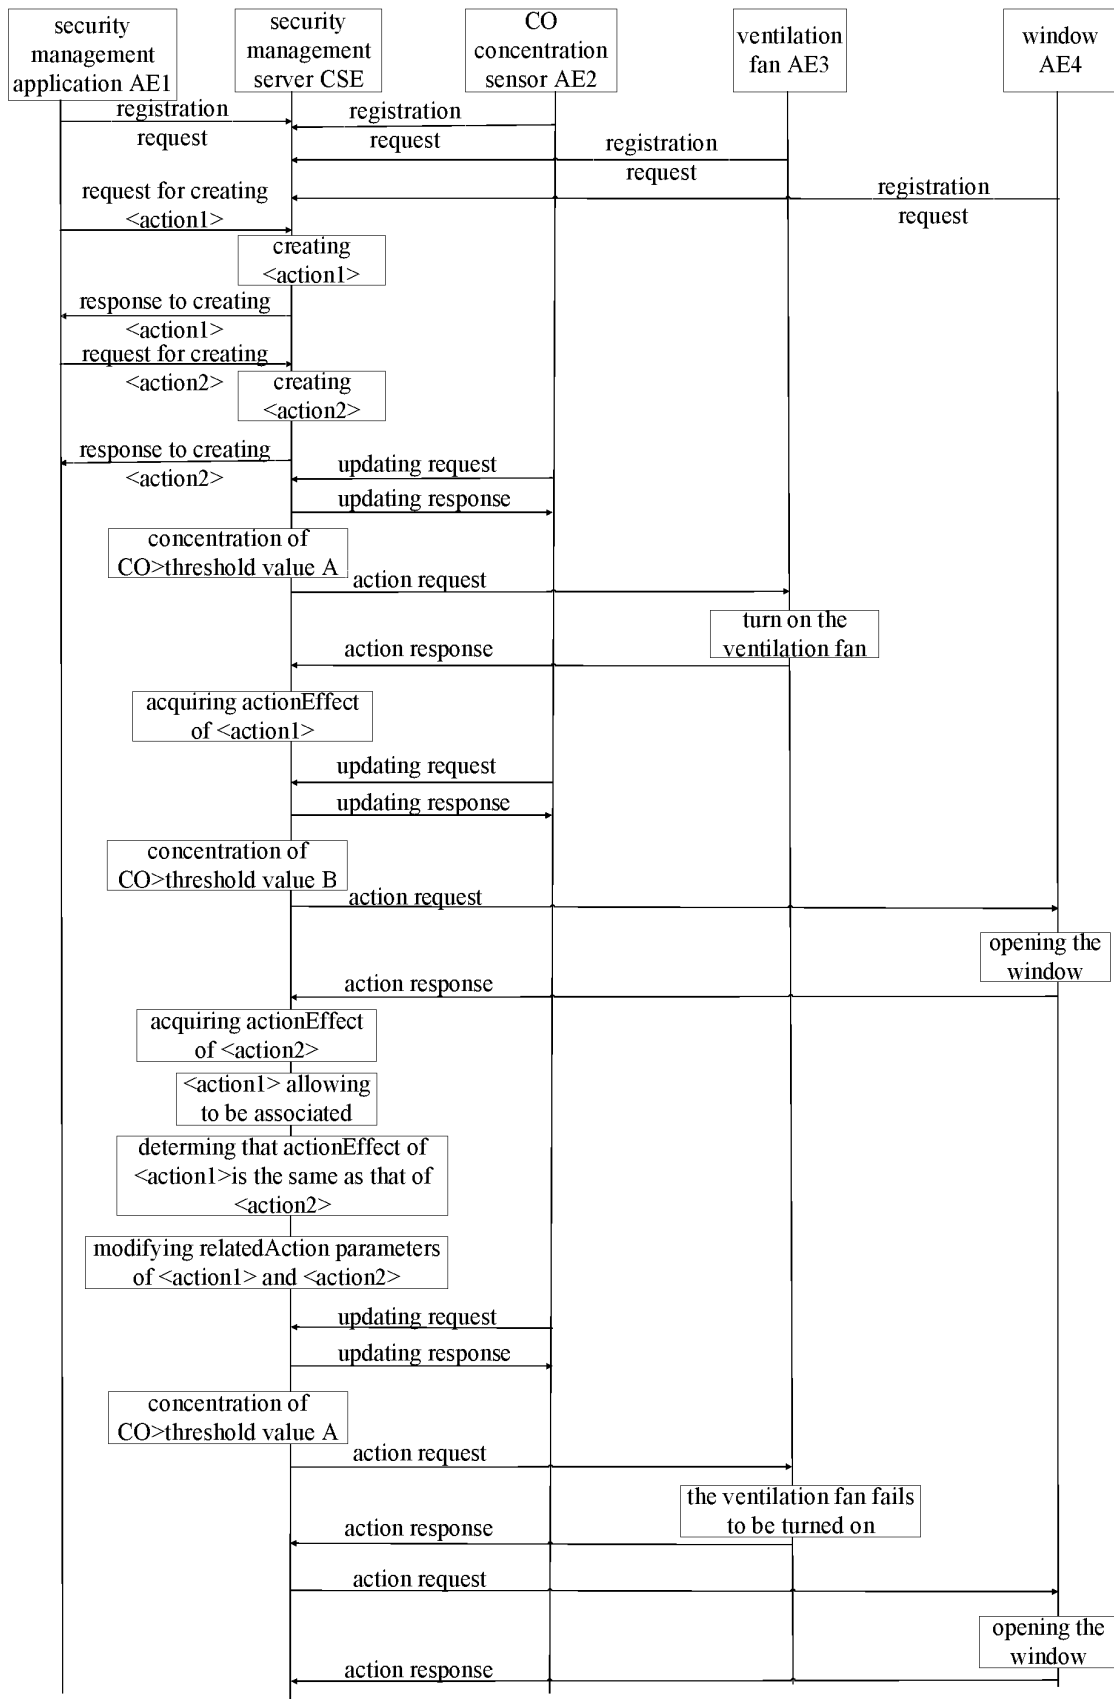 security
management
application AE1
security
management
server CSE
CO
concentration
sensor AE2
ventilation
fan AE3
window
AE4
registration
request
registration
request
registration
request
registration
request
request for creating
<action1>
creating
<action1>
response to creating
<action1>
request for creating
<action2>
creating
<action2>
response to creating
<action2>
updating request
updating response
concentration of
CO>threshold value A
action request
turn on the
ventilation fan
action response
acquiring actionEffect
of <action1>
updating request
updating response
concentration of
CO>threshold value B
action request
opening the
window
action response
acquiring actionEffect
of <action2>
<action1> allowing
to be associated
determing that actionEffect of
<action1>is the same as that of
<action2>
modifying relatedAction parameters
of <action1> and <action2>
updating request
updating response
concentration of
CO>threshold value A
action request
the ventilation fan fails
to be turned on
action response
action request
opening the
window
action response